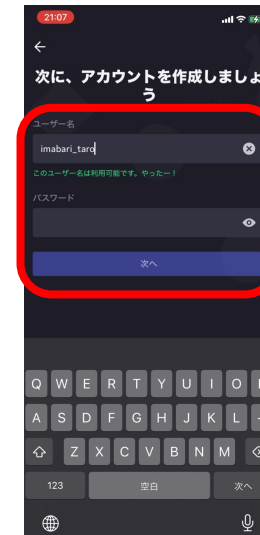 21:07
次に、アカウントを作成しましょ
う
ユーザー名
imabari_taro
このユーザー名は利用可能です。やったー！
パスワード
次へ
Q W E R T Y U I O
A S D F G H J K L -
Z X C V B N M
123 空白 次へ